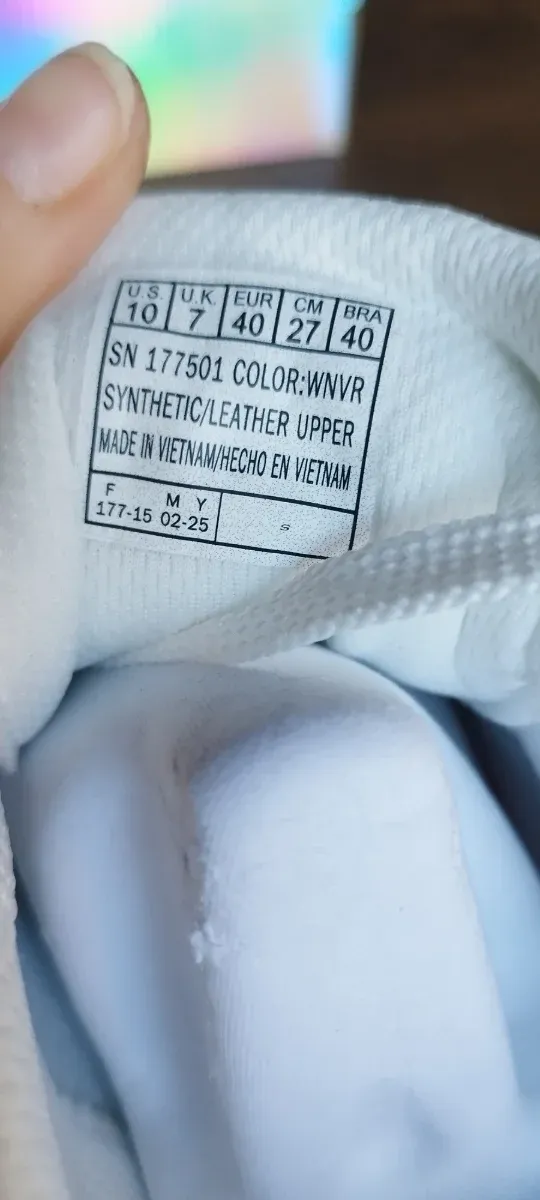 U.S. U.K. EUR CM BRA
10 7 40 27 40
SN 177501 COLOR:WNVR
SYNTHETIC/LEATHER UPPER
MADE IN VIETNAM/HECHO EN VIETNAM
F M Y
177-15 02-25 S